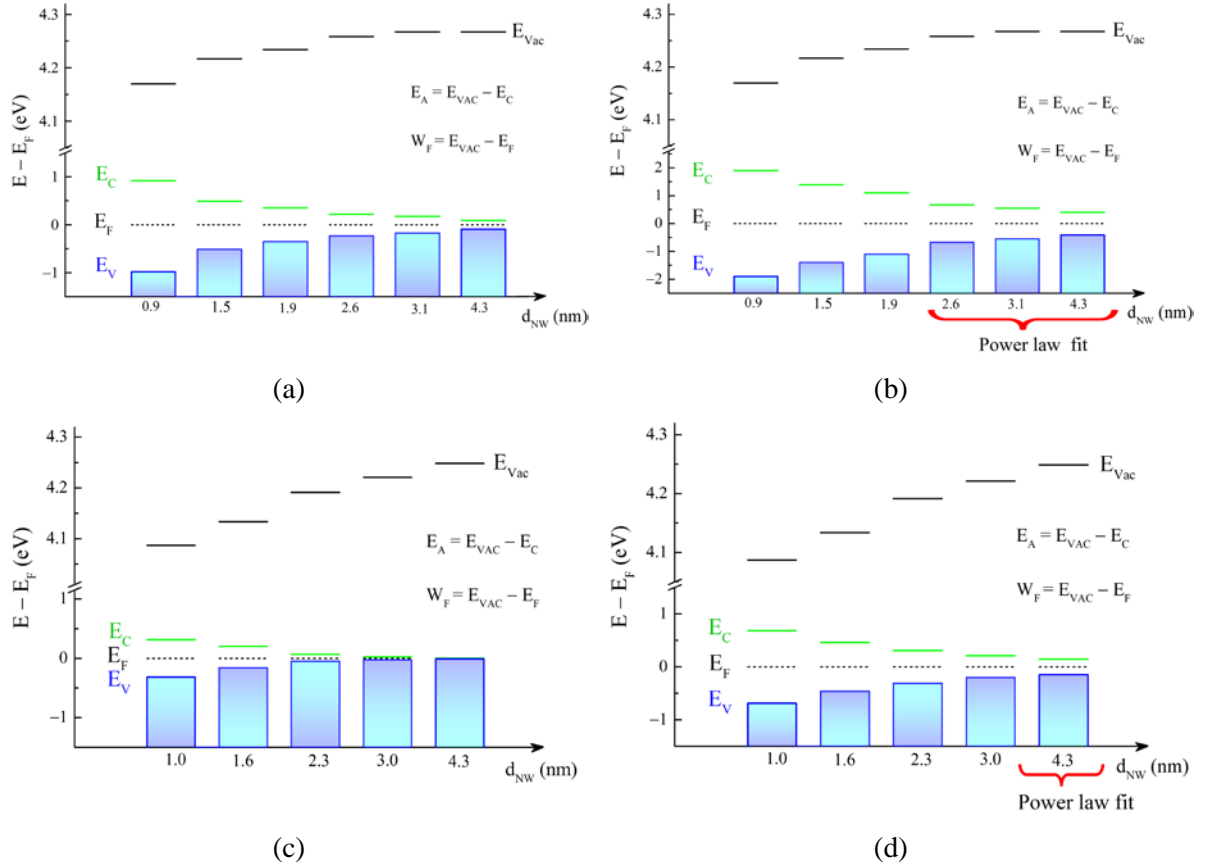 4.3
4.2
4.1
1
0
−1
E − E_F (eV)
E_Vac
E_A = E_VAC − E_C
W_F = E_VAC − E_F
E_C
E_F
E_V
0.9 1.5 1.9 2.6 3.1 4.3
d_NW (nm)
(a)
4.3
4.2
4.1
2
1
0
−1
−2
E − E_F (eV)
E_Vac
E_A = E_VAC − E_C
W_F = E_VAC − E_F
E_C
E_F
E_V
0.9 1.5 1.9 2.6 3.1 4.3
d_NW (nm)
Power law fit
(b)
4.3
4.2
4.1
1
0
−1
E − E_F (eV)
E_Vac
E_A = E_VAC − E_C
W_F = E_VAC − E_F
E_C
E_F
E_V
1.0 1.6 2.3 3.0 4.3
d_NW (nm)
(c)
4.3
4.2
4.1
1
0
−1
E − E_F (eV)
E_Vac
E_A = E_VAC − E_C
W_F = E_VAC − E_F
E_C
E_F
E_V
1.0 1.6 2.3 3.0 4.3
d_NW (nm)
Power law fit
(d)